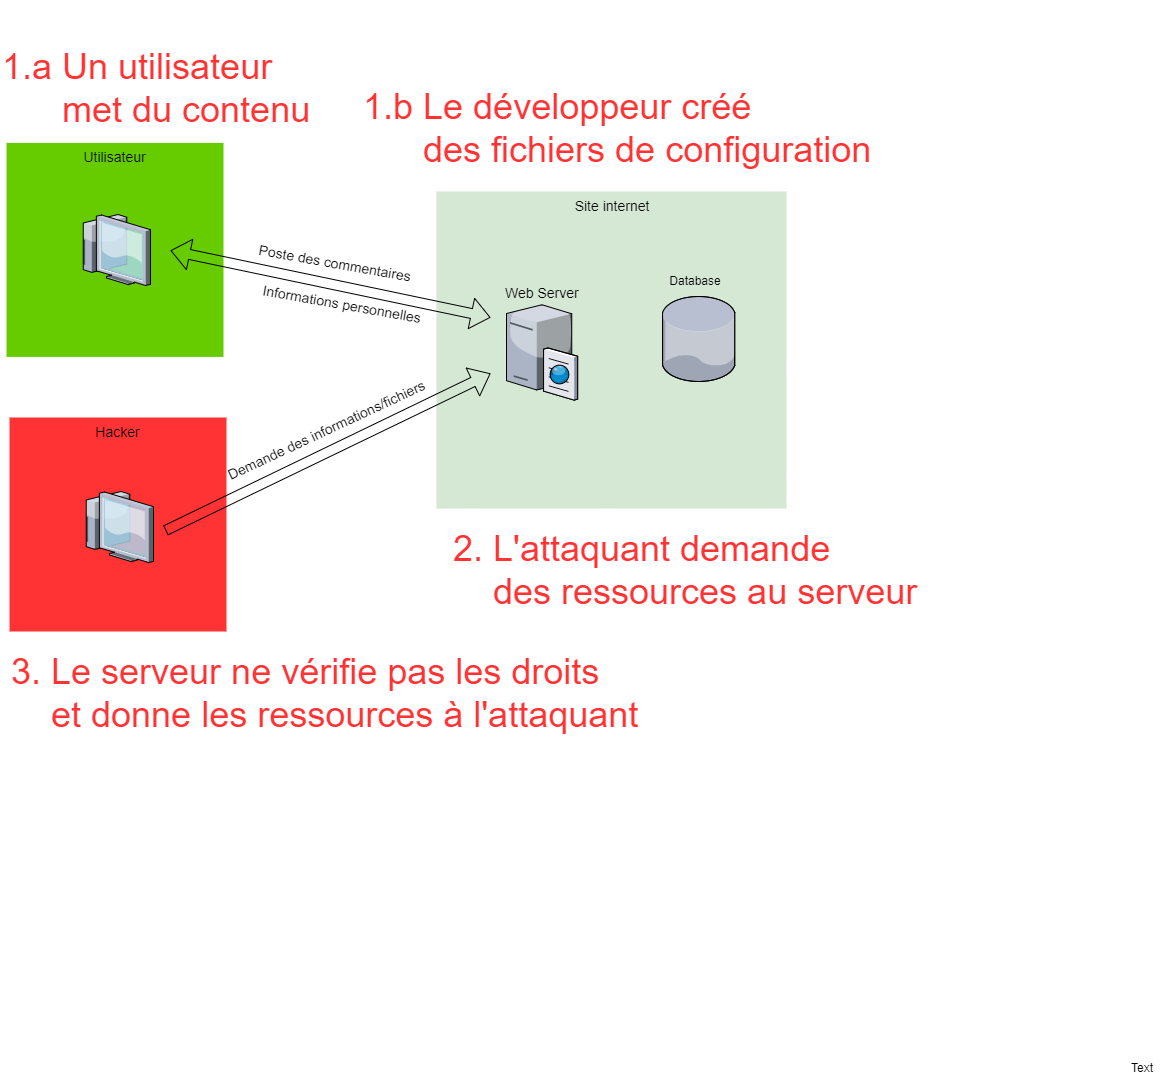 1.a Un utilisateur
met du contenu
1.b Le développeur créé
des fichiers de configuration
Utilisateur
Site internet
Poste des commentaires
Informations personnelles
Web Server
Database
Hacker
Demande des informations/fichiers
2. L'attaquant demande
des ressources au serveur
3. Le serveur ne vérifie pas les droits
et donne les ressources à l'attaquant
Text